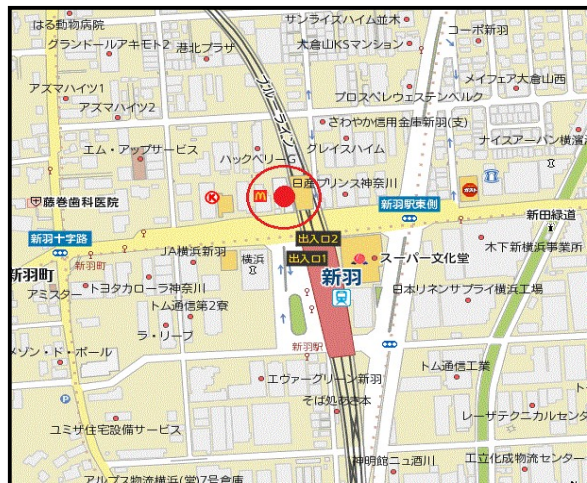 はる動物病院
サンライズハイム並木
グランドールアキモト2
港北プラザ
大倉山KSマンション
コーポ新羽
メイフェア大倉山西
アズマハイツ1
アズマハイツ2
ブルーライン
プロスペレウェステンベルク
さわやか信用金庫新羽(支)
エム・アップサービス
ハックベリーG
グレイスハイム
ナイスアーバン横濱
日産プリンス神奈川
ガスト
藤巻歯科医院
新羽駅東側
新田緑道
新羽十字路
出入口2
JA横浜新羽
横浜
出入口1
スーパー文化堂
木下新横浜事業所
新羽町
新羽町
新羽
アミスター
トヨタカローラ神奈川
日本リネンサプライ横浜工場
トム通信第2寮
ラ・リーブ
新羽駅
メゾン・ド・ポール
トム通信工業
エヴァーグリーン新羽
P
そば処あき本
レーザテクニカルセンター
ユミザ住宅設備サービス
神明館ニュ酒川
工立化成物流センター
アルプス物流横浜(営)7号倉庫